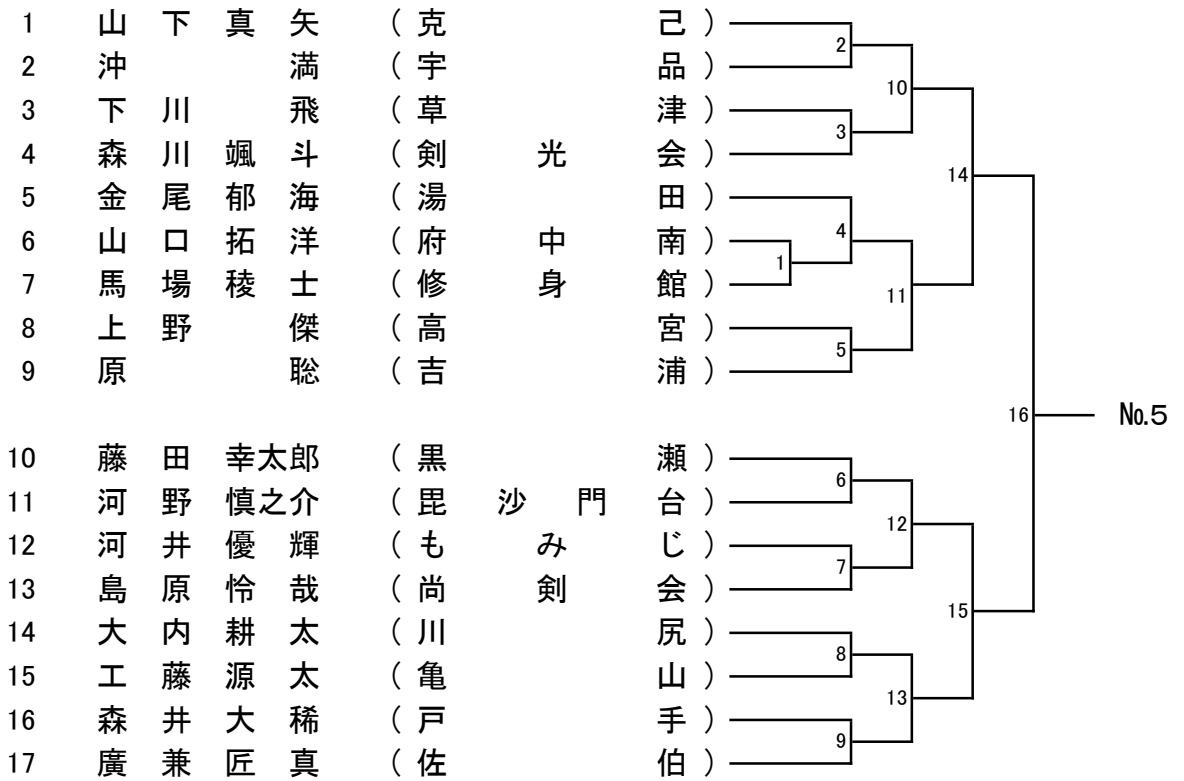 1 山下真矢 (克己) 2
2 沖満 (宇品) 10
3 下川飛 (草津) 3
4 森川颯斗 (剣光会) 14
5 金尾郁海 (湯田) 4
6 山口拓洋 (府中南) 1
7 馬場稜士 (修身館) 11
8 上野傑 (高宮) 5
9 原聡 (吉浦)
16 №5
10 藤田幸太郎 (黒瀬) 6
11 河野慎之介 (毘沙門台) 12
12 河井優輝 (もみじ) 7
13 島原怜哉 (尚剣会) 15
14 大内耕太 (川尻) 8
15 工藤源太 (亀山) 13
16 森井大稀 (戸手) 9
17 廣兼匠真 (佐伯)